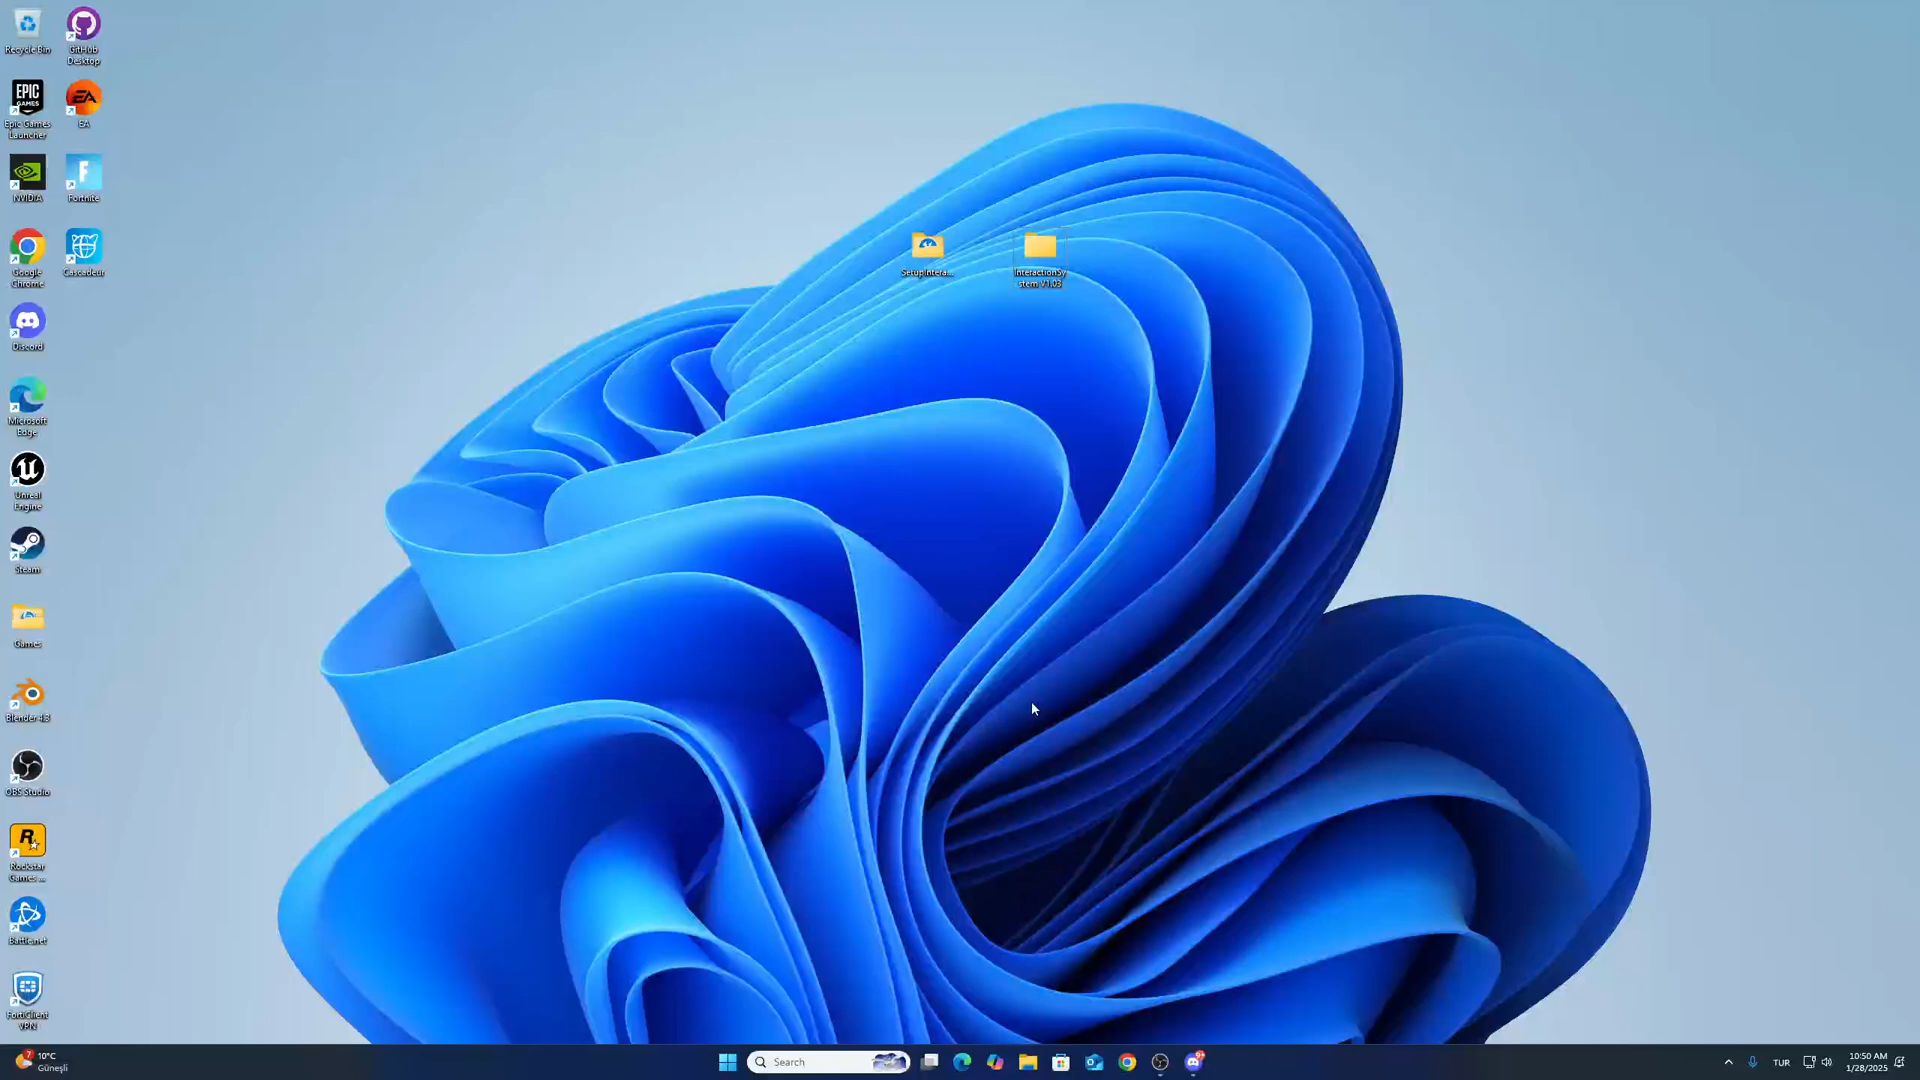 Recycle Bin
GitHub
Desktop
EPIC
GAMES
Epic Games
Launcher
EA
EA
NVIDIA
F
Fortnite
Google
Chrome
Cascadeur
Discord
Microsoft
Edge
Unreal
Engine
Steam
Games
Blender 4.3
OBS Studio
R
Rockstar
Games ...
Battle.net
FortiClient
VPN
SetupIntera...
InteractionSy
stem V1.03
7
10°C
Güneşli
Search
9+
TUR
10:50 AM
1/28/2025